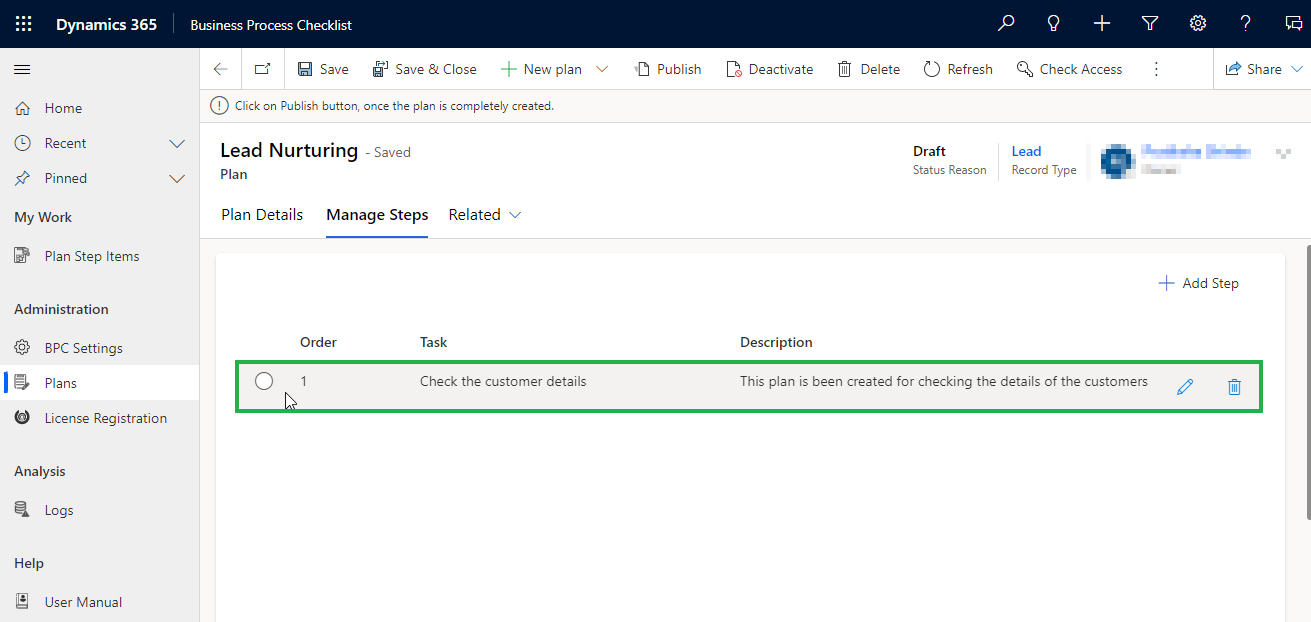 Dynamics 365 Business Process Checklist
Save Save & Close New plan Publish Deactivate Delete Refresh Check Access Share
Click on Publish button, once the plan is completely created.
Home
Recent
Pinned
My Work
Plan Step Items
Administration
BPC Settings
Plans
License Registration
Analysis
Logs
Help
User Manual
Lead Nurturing - Saved
Plan
Draft
Status Reason
Lead
Record Type
Plan Details Manage Steps Related
Add Step
Order Task Description
1 Check the customer details This plan is been created for checking the details of the customers